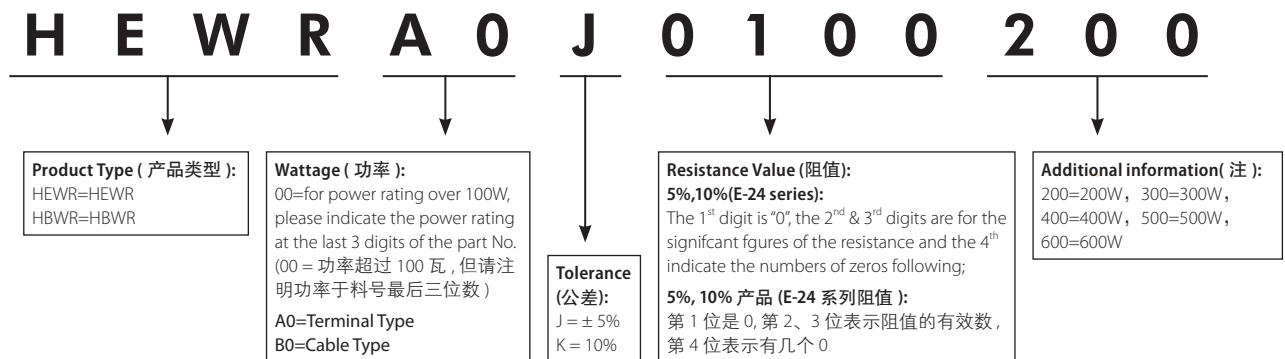 H E W R A 0 J 0 1 0 0 2 0 0
Product Type ( 产品类型 ):
HEWR=HEWR
HBWR=HBWR
Wattage ( 功率 ):
00=for power rating over 100W,
please indicate the power rating
at the last 3 digits of the part No.
(00 = 功率超过 100 瓦 , 但请注
明功率于料号最后三位数 )
A0=Terminal Type
B0=Cable Type
Tolerance
(公差):
J = ± 5%
K = 10%
Resistance Value (阻值):
5%,10%(E-24 series):
The 1st digit is “0”, the 2nd & 3rd digits are for the
signifcant fgures of the resistance and the 4th
indicate the numbers of zeros following;
5%, 10% 产品 (E-24 系列阻值 ):
第 1 位是 0, 第 2、3 位表示阻值的有效数 ,
第 4 位表示有几个 0
Additional information( 注 ):
200=200W，300=300W，
400=400W，500=500W，
600=600W